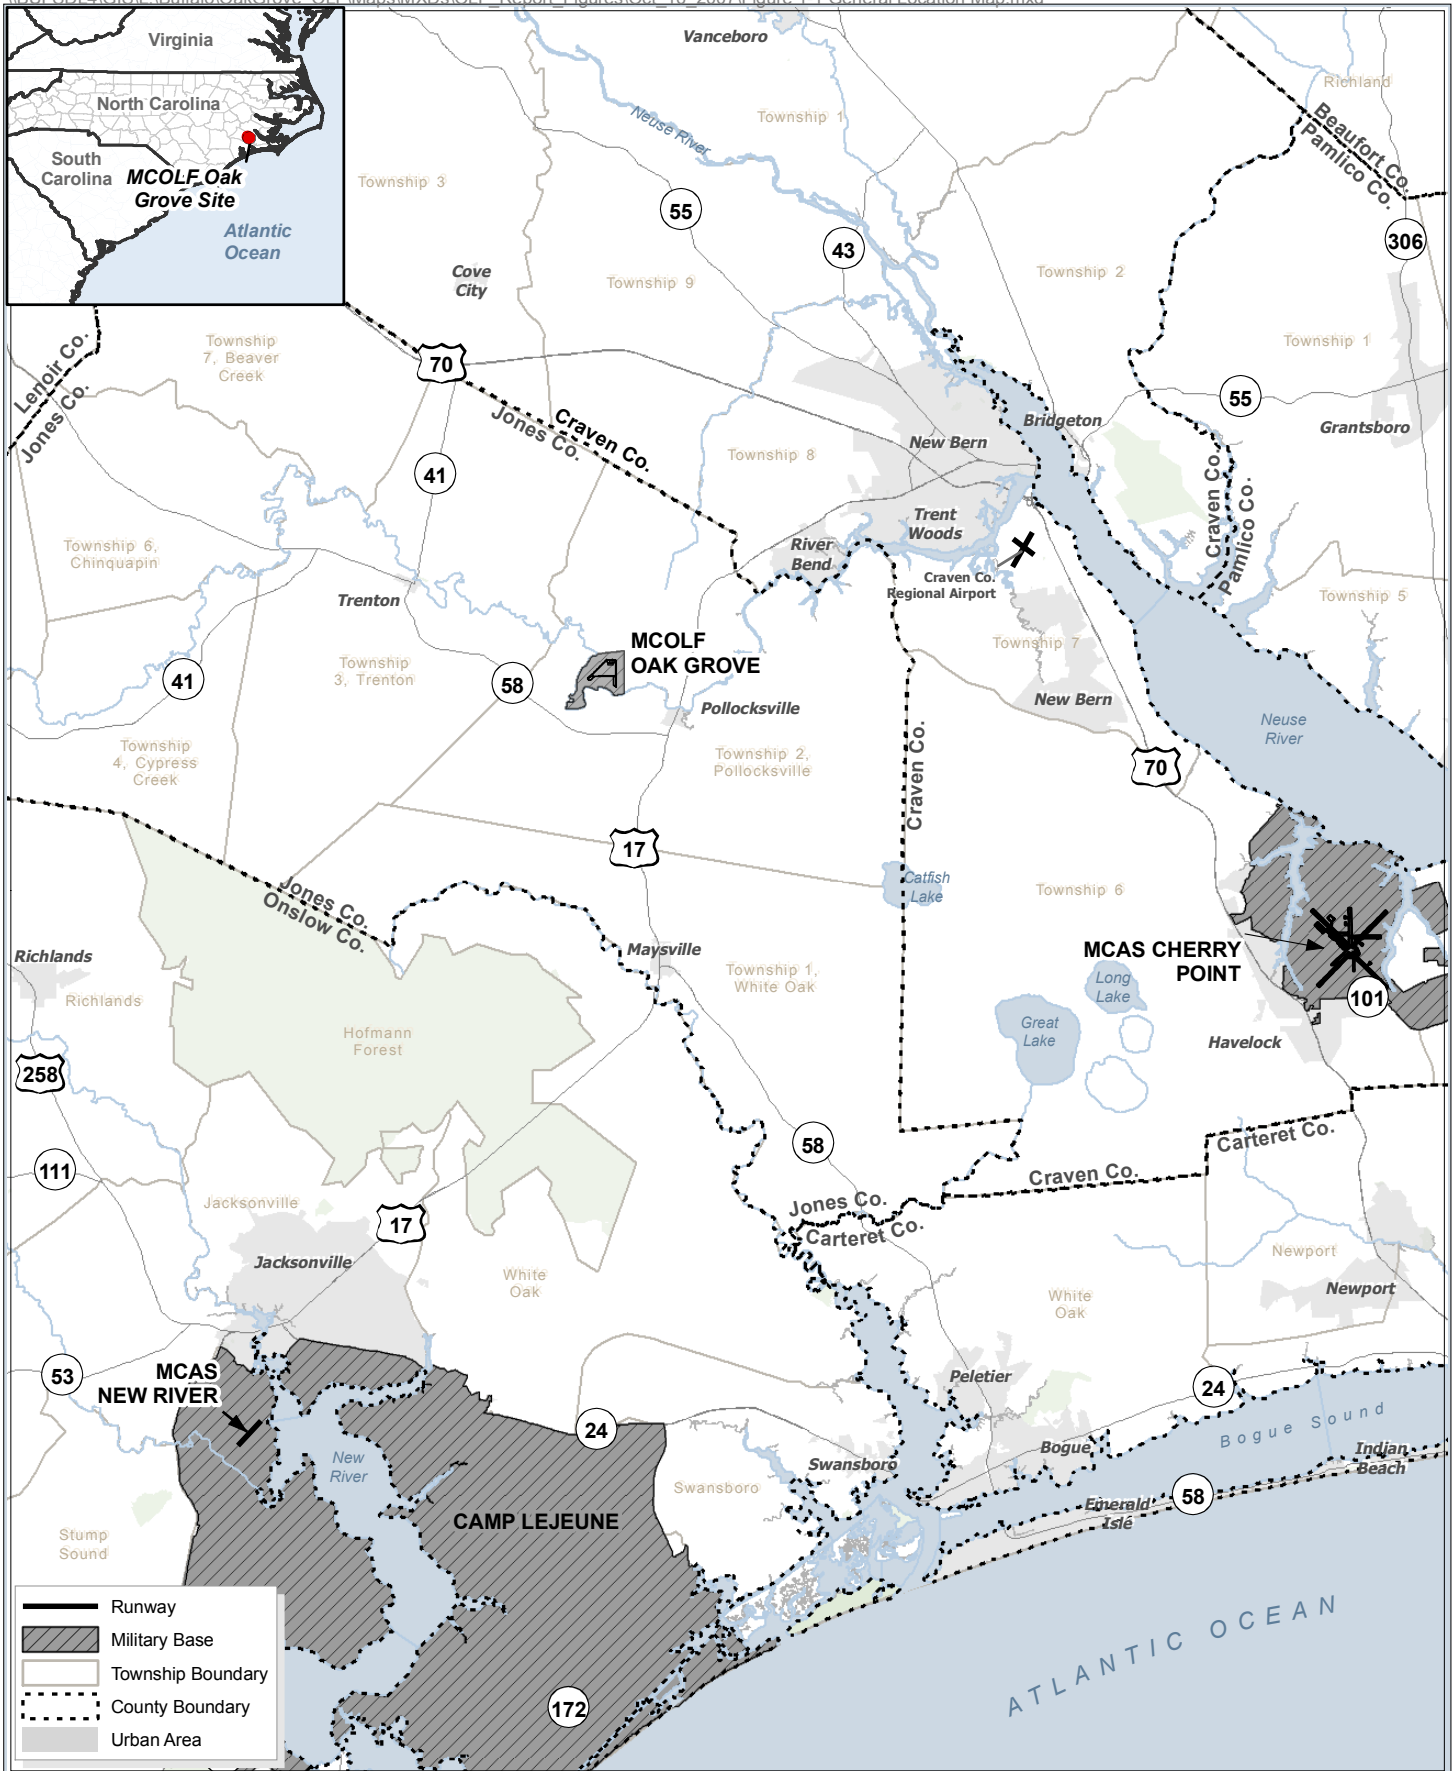 Virginia
North Carolina
South
Carolina
MCOLF Oak
Grove Site
Atlantic
Ocean
Vanceboro
Richland
Township 1
Neuse River
Beaufort Co.
Pamlico Co.
Township 3
55
43
306
Cove
City
Township 9
Township 2
Township
7, Beaver
Creek
Lenoir Co.
Jones Co.
70
Township 1
55
Craven Co.
Jones Co.
Bridgeton
Grantsboro
New Bern
41
Township 8
Craven Co.
Pamlico Co.
Trent
Woods
River
Bend
Township 6,
Chinquapin
Craven Co.
Regional Airport
Trenton
Township 5
MCOLF
OAK GROVE
Township 7
Township
3, Trenton
41
58
New Bern
Pollocksville
Neuse
River
Township
4, Cypress
Creek
Township 2,
Pollocksville
Craven Co.
70
17
Catfish
Lake
Township 6
Jones Co.
Onslow Co.
Richlands
Maysville
MCAS CHERRY
POINT
Richlands
Township 1,
White Oak
Long
Lake
101
Hofmann
Forest
Great
Lake
Havelock
258
111
58
Carteret Co.
Craven Co.
Jacksonville
17
Jones Co.
Carteret Co.
Jacksonville
White
Oak
Newport
White
Oak
Newport
53
MCAS
NEW RIVER
Peletier
24
24
Bogue Sound
New
River
Swansboro
Bogue
Indian
Beach
Swansboro
58
Emerald
Isle
CAMP LEJEUNE
Stump
Sound
ATLANTIC OCEAN
172
Runway
Military Base
Township Boundary
County Boundary
Urban Area